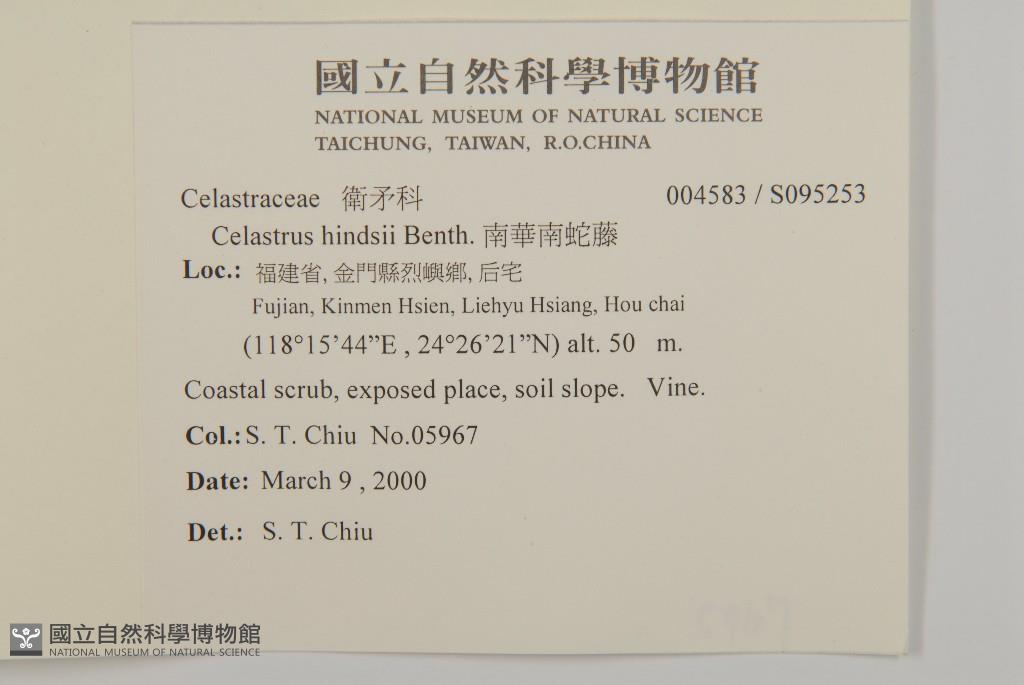 國立自然科學博物館
NATIONAL MUSEUM OF NATURAL SCIENCE
TAICHUNG, TAIWAN, R.O.CHINA
Celastraceae 衛矛科 004583 / S095253
Celastrus hindsii Benth. 南華南蛇藤
Loc.: 福建省, 金門縣烈嶼鄉, 后宅
Fujian, Kinmen Hsien, Liehyu Hsiang, Hou chai
(118°15’44”E , 24°26’21”N) alt. 50 m.
Coastal scrub, exposed place, soil slope. Vine.
Col.: S. T. Chiu No.05967
Date: March 9 , 2000
Det.: S. T. Chiu
國立自然科學博物館
NATIONAL MUSEUM OF NATURAL SCIENCE